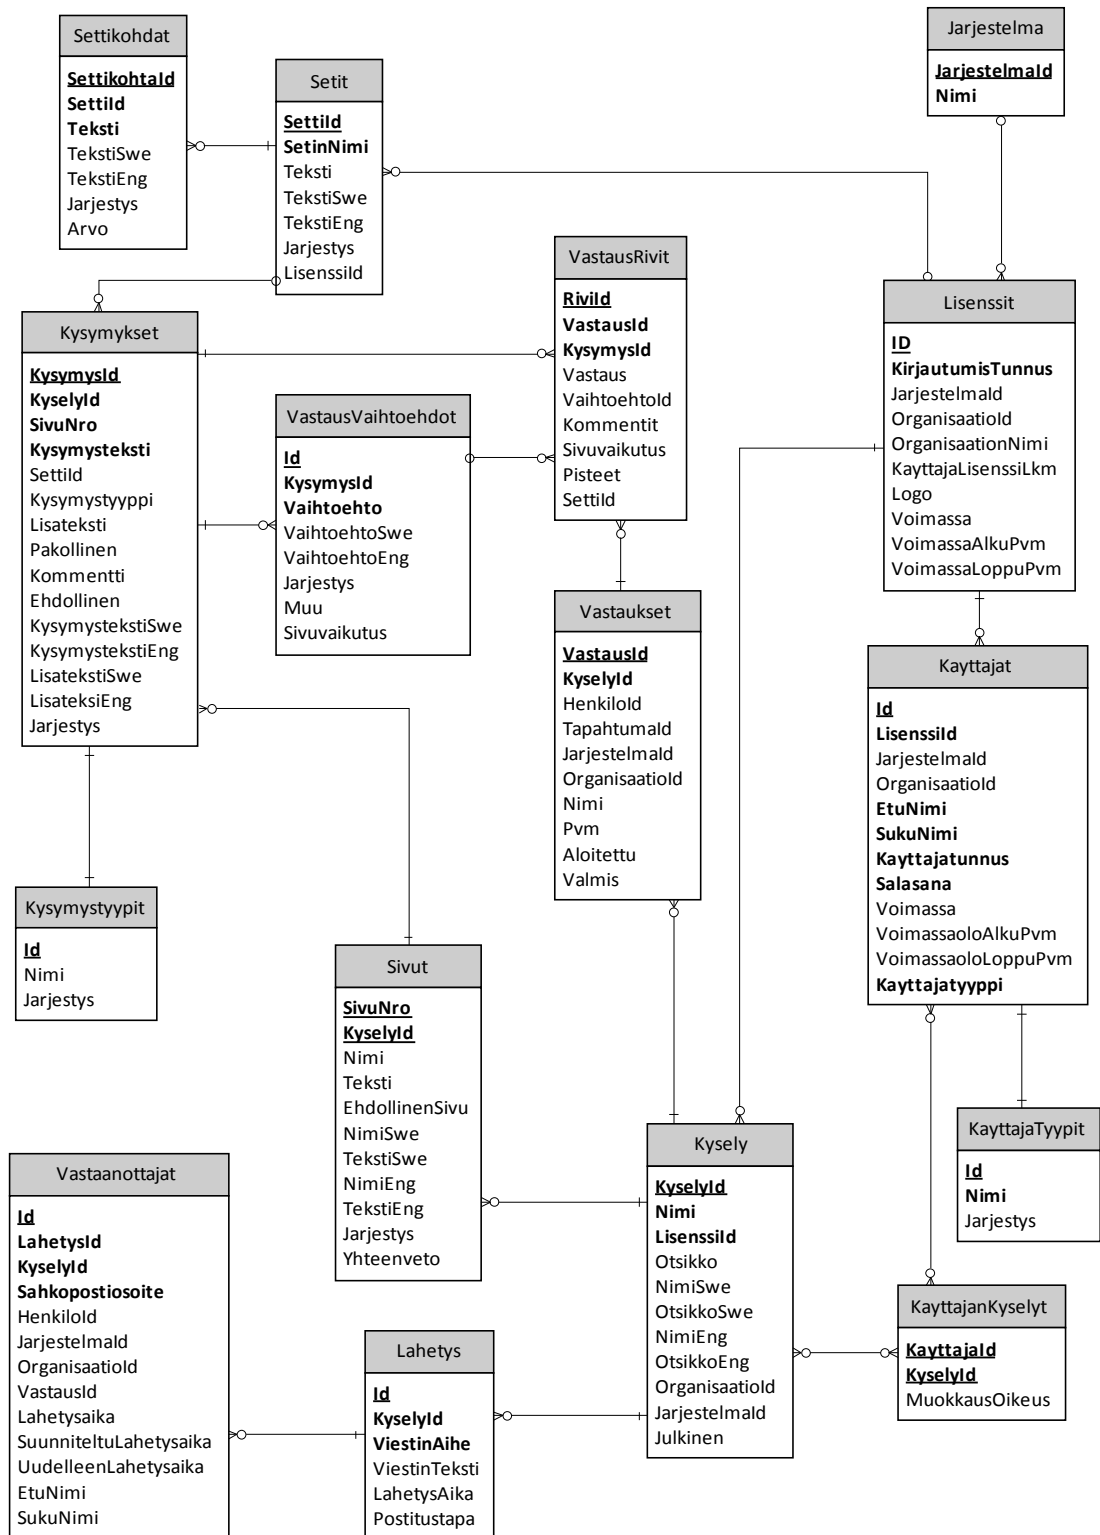 Settikohdat
SettikohtaId
SettiId
Teksti
TekstiSwe
TekstiEng
Jarjestys
Arvo
Setit
SettiId
SetinNimi
Teksti
TekstiSwe
TekstiEng
Jarjestys
LisenssiId
Jarjestelma
JarjestelmaId
Nimi
VastausRivit
RiviId
VastausId
KysymysId
Vastaus
VaihtoehtoId
Kommentit
Sivuvaikutus
Pisteet
SettiId
Lisenssit
ID
KirjautumisTunnus
JarjestelmaId
OrganisaatioId
OrganisaationNimi
KayttajaLisenssiLkm
Logo
Voimassa
VoimassaAlkuPvm
VoimassaLoppuPvm
Kysymykset
KysymysId
KyselyId
SivuNro
Kysymysteksti
SettiId
Kysymystyyppi
Lisateksti
Pakollinen
Kommentti
Ehdollinen
KysymystekstiSwe
KysymystekstiEng
LisatekstiSwe
LisateksiEng
Jarjestys
VastausVaihtoehdot
Id
KysymysId
Vaihtoehto
VaihtoehtoSwe
VaihtoehtoEng
Jarjestys
Muu
Sivuvaikutus
Vastaukset
VastausId
KyselyId
HenkiloId
TapahtumaId
JarjestelmaId
OrganisaatioId
Nimi
Pvm
Aloitettu
Valmis
Kayttajat
Id
LisenssiId
JarjestelmaId
OrganisaatioId
EtuNimi
SukuNimi
Kayttajatunnus
Salasana
Voimassa
VoimassaoloAlkuPvm
VoimassaoloLoppuPvm
Kayttajatyyppi
Kysymystyypit
Id
Nimi
Jarjestys
Sivut
SivuNro
KyselyId
Nimi
Teksti
EhdollinenSivu
NimiSwe
TekstiSwe
NimiEng
TekstiEng
Jarjestys
Yhteenveto
Kysely
KyselyId
Nimi
LisenssiId
Otsikko
NimiSwe
OtsikkoSwe
NimiEng
OtsikkoEng
OrganisaatioId
JarjestelmaId
Julkinen
KayttajaTyypit
Id
Nimi
Jarjestys
Vastaanottajat
Id
LahetysId
KyselyId
Sahkopostiosoite
HenkiloId
JarjestelmaId
OrganisaatioId
VastausId
Lahetysaika
SuunniteltuLahetysaika
UudelleenLahetysaika
EtuNimi
SukuNimi
Lahetys
Id
KyselyId
ViestinAihe
ViestinTeksti
LahetysAika
Postitustapa
KayttajanKyselyt
KayttajaId
KyselyId
MuokkausOikeus